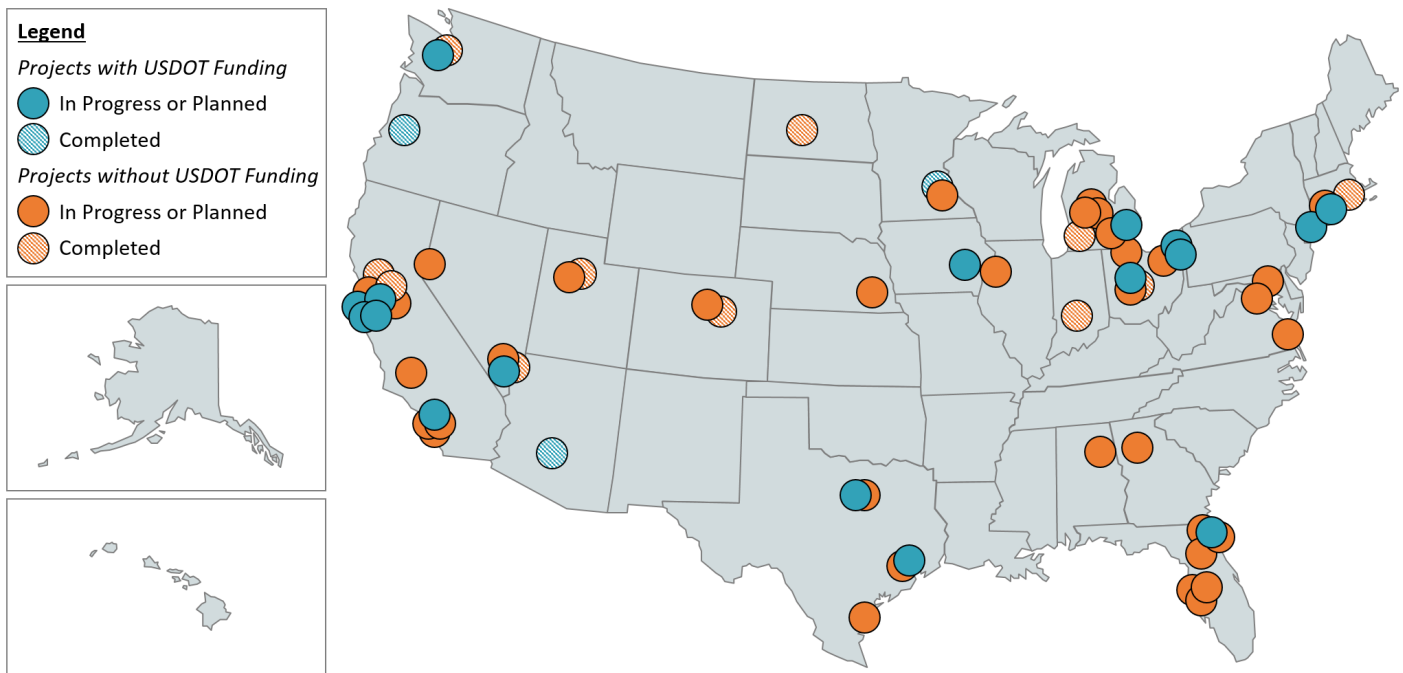 Legend
Projects with USDOT Funding
In Progress or Planned
Completed
Projects without USDOT Funding
In Progress or Planned
Completed